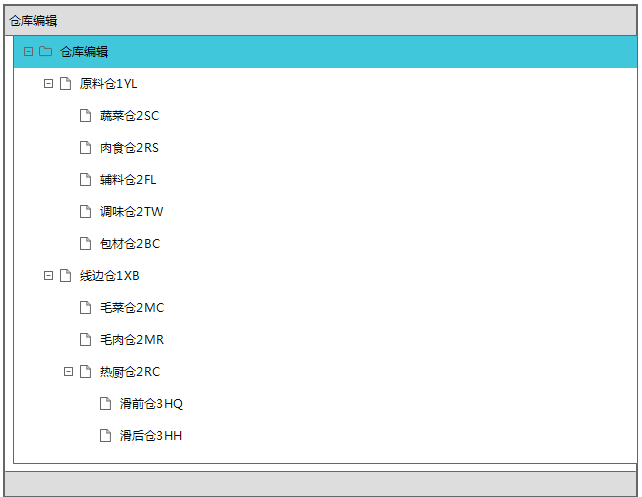 仓库编辑
仓库编辑
原料仓1YL
蔬菜仓2SC
肉食仓2RS
辅料仓2FL
调味仓2TW
包材仓2BC
线边仓1XB
毛菜仓2MC
毛肉仓2MR
热厨仓2RC
滑前仓3HQ
滑后仓3HH